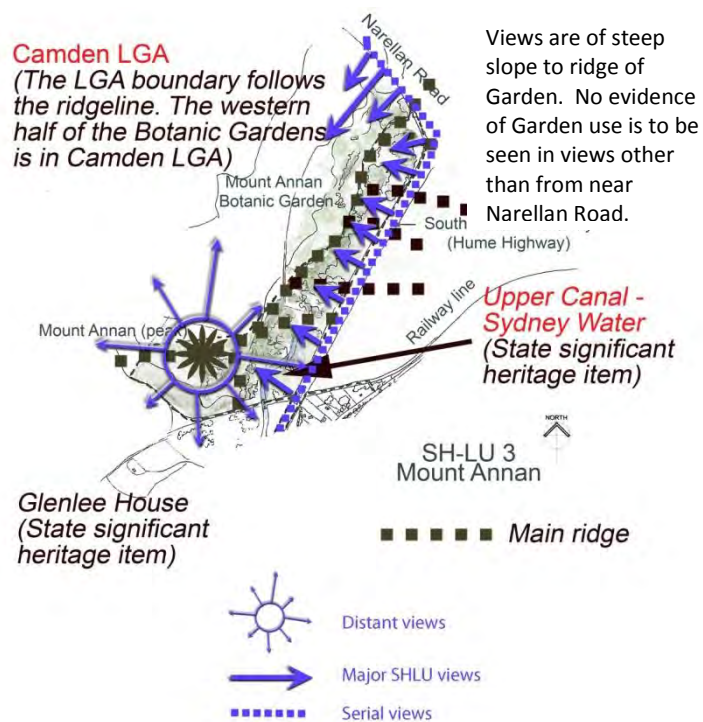 Camden LGA
(The LGA boundary follows
the ridgeline. The western
half of the Botanic Gardens
is in Camden LGA)
Narellan Road
Views are of steep
slope to ridge of
Garden. No evidence
of Garden use is to be
seen in views other
than from near
Narellan Road.
Mount Annan
Botanic Garden
South
(Hume Highway)
Mount Annan (peak)
Railway line
Upper Canal -
Sydney Water
(State significant
heritage item)
NORTH
SH-LU 3
Mount Annan
Glenlee House
(State significant
heritage item)
Main ridge
Distant views
Major SHLU views
Serial views